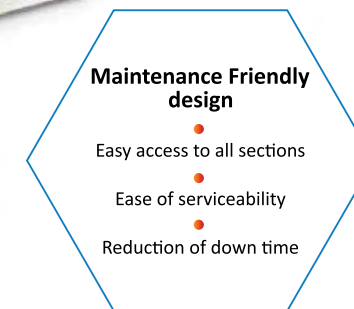 Maintenance Friendly
design
Easy access to all sections
Ease of serviceability
Reduction of down time